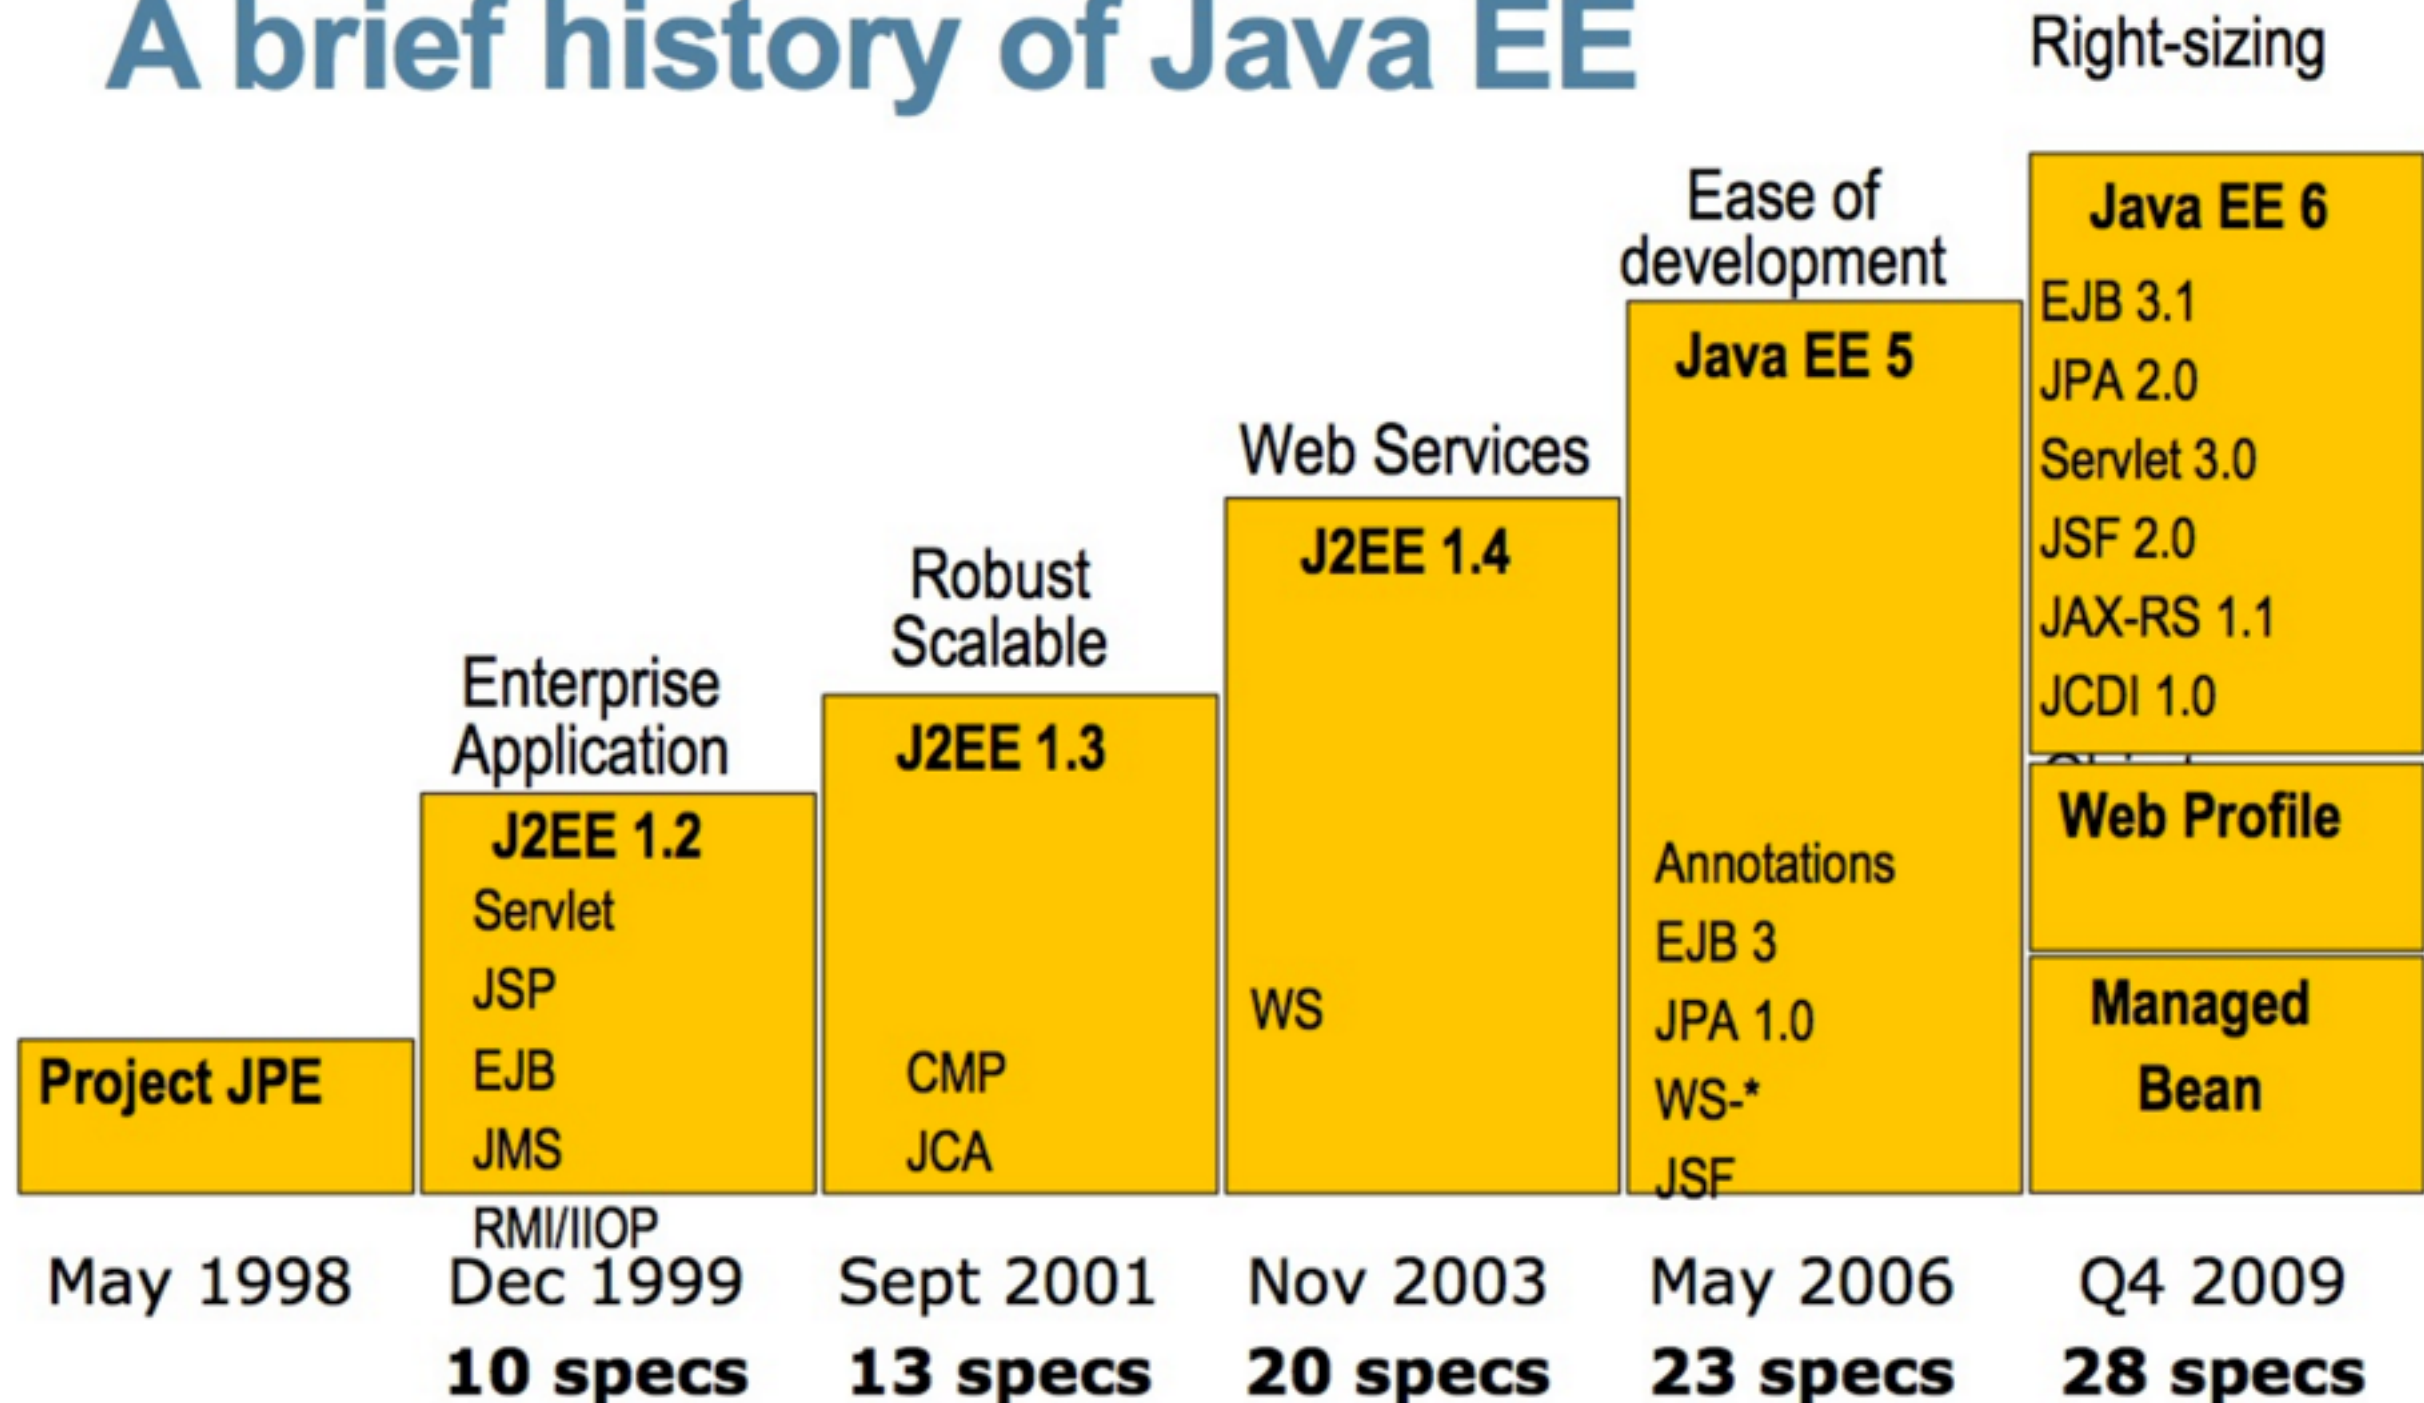 A brief history of Java EE
Project JPE
May 1998
Enterprise
Application
J2EE 1.2
Servlet
JSP
EJB
JMS
RMI/IIOP
Dec 1999
10 specs
Robust
Scalable
J2EE 1.3
CMP
JCA
Sept 2001
13 specs
Web Services
J2EE 1.4
WS
Nov 2003
20 specs
Ease of
development
Java EE 5
Annotations
EJB 3
JPA 1.0
WS-*
JSF
May 2006
23 specs
Right-sizing
Java EE 6
EJB 3.1
JPA 2.0
Servlet 3.0
JSF 2.0
JAX-RS 1.1
JCDI 1.0
Web Profile
Managed
Bean
Q4 2009
28 specs